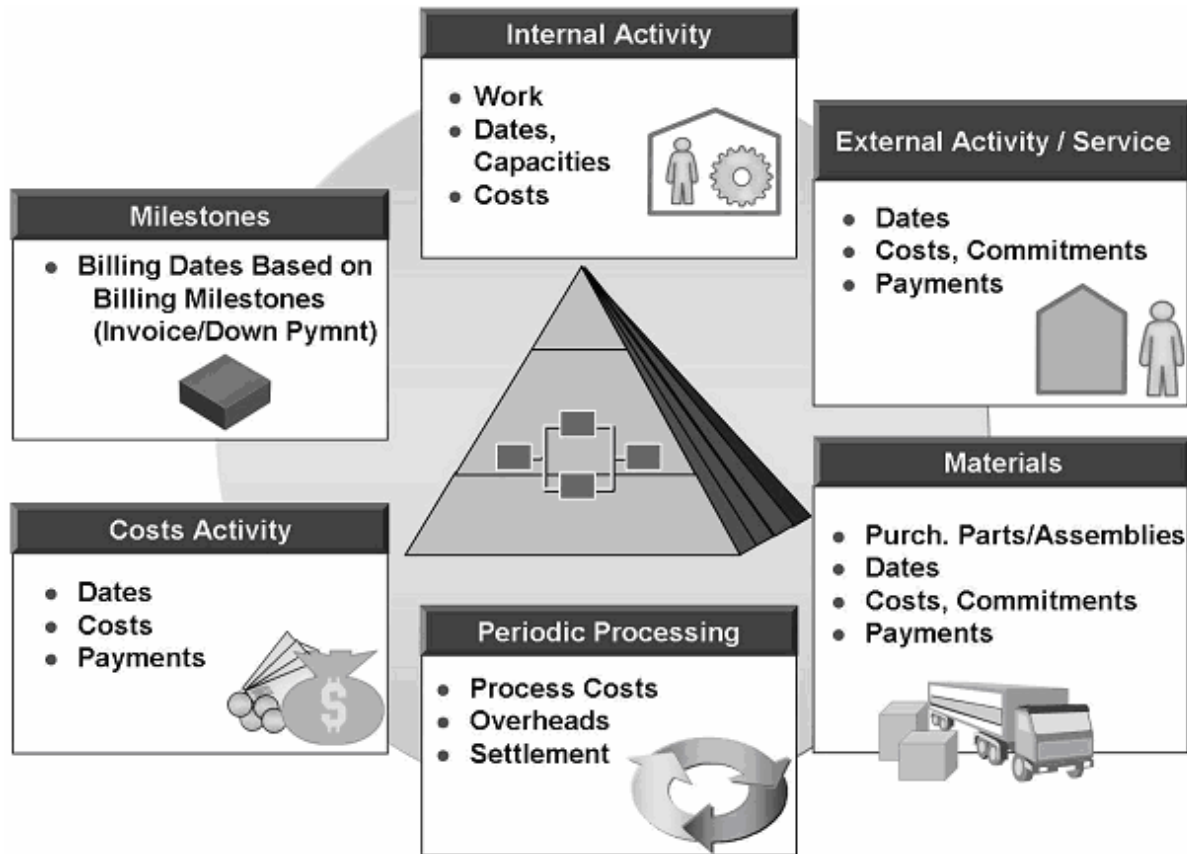 Internal Activity
• Work
• Dates,
Capacities
• Costs
External Activity / Service
• Dates
• Costs, Commitments
• Payments
Milestones
• Billing Dates Based on
Billing Milestones
(Invoice/Down Pymnt)
Materials
• Purch. Parts/Assemblies
• Dates
• Costs, Commitments
• Payments
Costs Activity
• Dates
• Costs
• Payments
$
Periodic Processing
• Process Costs
• Overheads
• Settlement